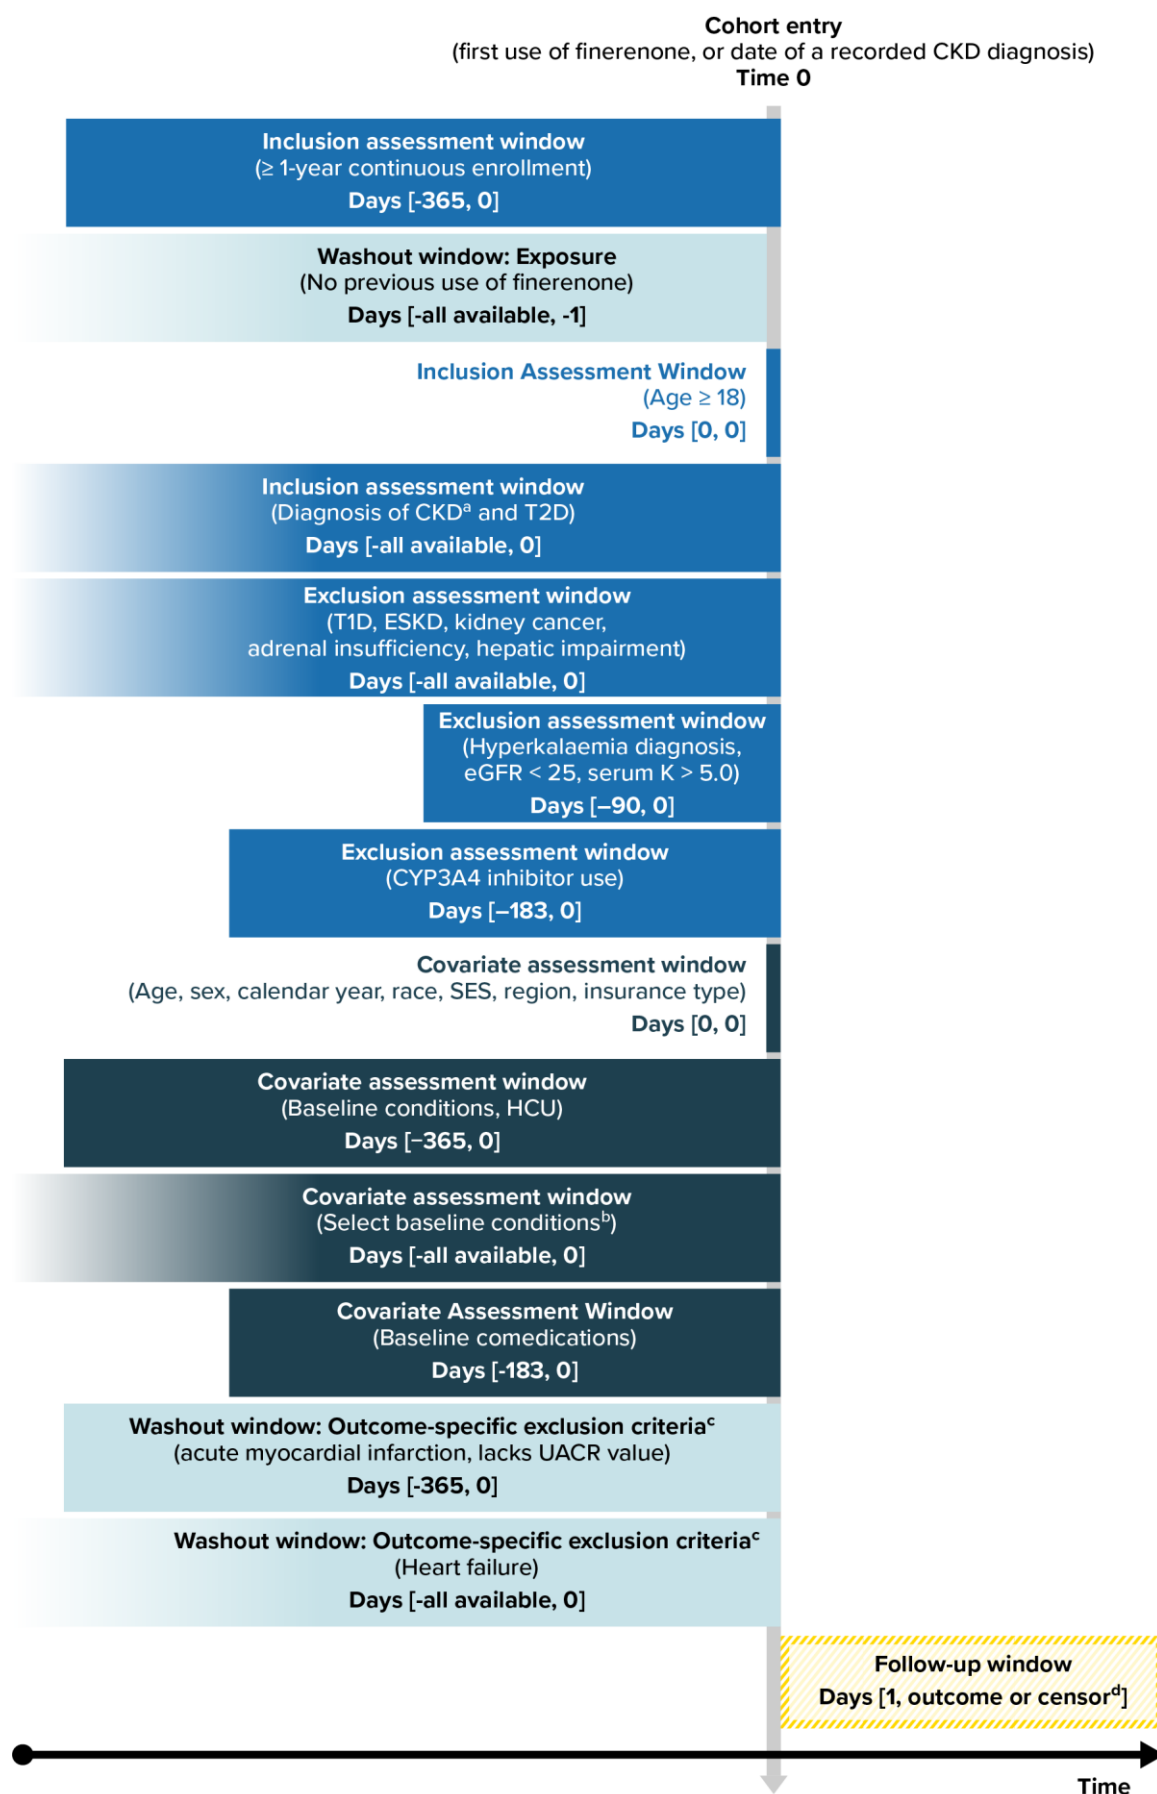 Cohort entry
(first use of finerenone, or date of a recorded CKD diagnosis)
Time 0
Inclusion assessment window
(≥ 1-year continuous enrollment)
Days [-365, 0]
Washout window: Exposure
(No previous use of finerenone)
Days [-all available, -1]
Inclusion Assessment Window
(Age ≥ 18)
Days [0, 0]
Inclusion assessment window
(Diagnosis of CKDᵃ and T2D)
Days [-all available, 0]
Exclusion assessment window
(T1D, ESKD, kidney cancer,
adrenal insufficiency, hepatic impairment)
Days [-all available, 0]
Exclusion assessment window
(Hyperkalaemia diagnosis,
eGFR < 25, serum K > 5.0)
Days [–90, 0]
Exclusion assessment window
(CYP3A4 inhibitor use)
Days [–183, 0]
Covariate assessment window
(Age, sex, calendar year, race, SES, region, insurance type)
Days [0, 0]
Covariate assessment window
(Baseline conditions, HCU)
Days [−365, 0]
Covariate assessment window
(Select baseline conditionsᵇ)
Days [-all available, 0]
Covariate Assessment Window
(Baseline comedications)
Days [-183, 0]
Washout window: Outcome-specific exclusion criteriaᶜ
(acute myocardial infarction, lacks UACR value)
Days [-365, 0]
Washout window: Outcome-specific exclusion criteriaᶜ
(Heart failure)
Days [-all available, 0]
Follow-up window
Days [1, outcome or censorᵈ]
Time